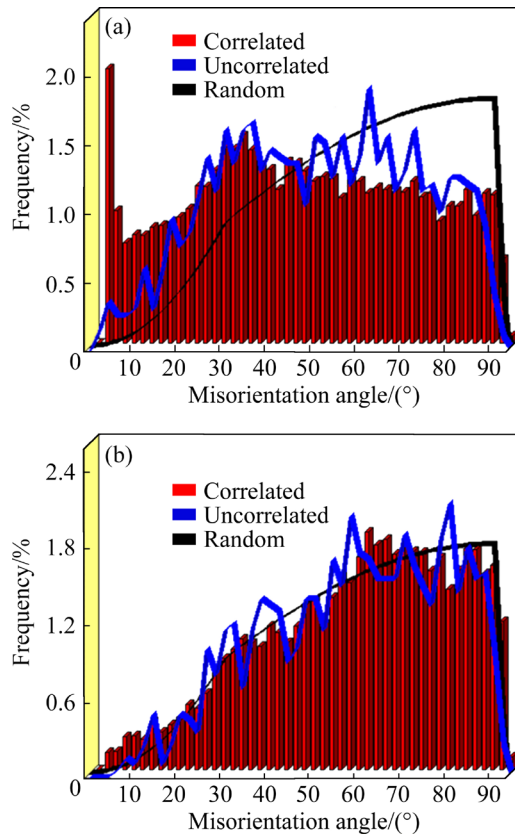 (a)
Correlated
Uncorrelated
Random
2.0
1.5
1.0
0.5
0
Frequency/%
10 20 30 40 50 60 70 80 90
Misorientation angle/(°)
(b)
2.4
Correlated
Uncorrelated
Random
1.8
1.2
0.6
0
Frequency/%
10 20 30 40 50 60 70 80 90
Misorientation angle/(°)